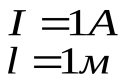 I = 1A
l = 1м